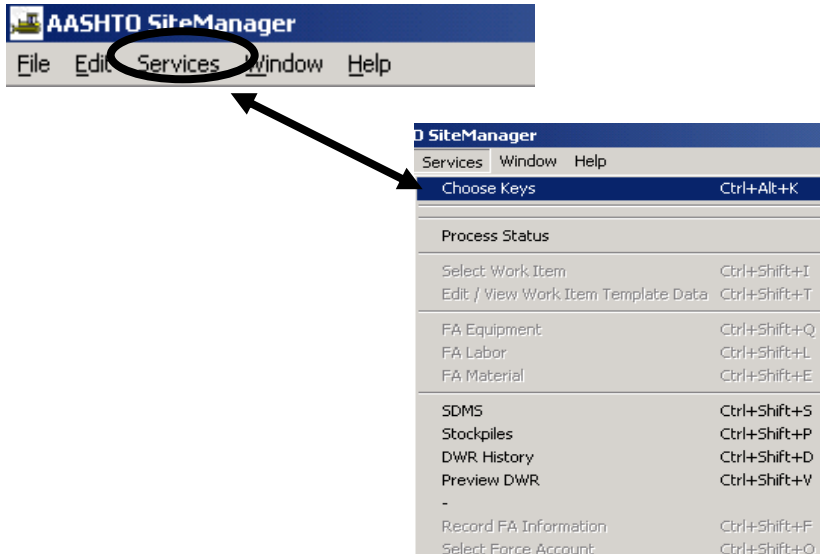 AASHTO SiteManager
File Edit Services Window Help
O SiteManager
Services Window Help
Choose Keys Ctrl+Alt+K
Process Status
Select Work Item Ctrl+Shift+I
Edit / View Work Item Template Data Ctrl+Shift+T
FA Equipment Ctrl+Shift+Q
FA Labor Ctrl+Shift+L
FA Material Ctrl+Shift+E
SDMS Ctrl+Shift+S
Stockpiles Ctrl+Shift+P
DWR History Ctrl+Shift+D
Preview DWR Ctrl+Shift+V
-
Record FA Information Ctrl+Shift+F
Select Force Account Ctrl+Shift+O